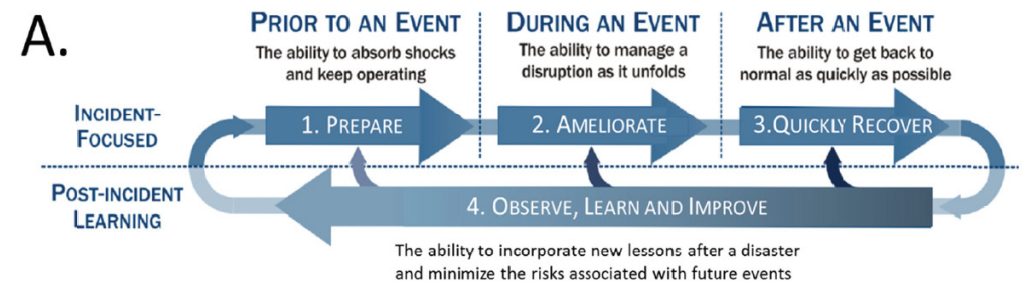 A.
PRIOR TO AN EVENT
The ability to absorb shocks
and keep operating
DURING AN EVENT
The ability to manage a
disruption as it unfolds
AFTER AN EVENT
The ability to get back to
normal as quickly as possible
INCIDENT-
FOCUSED
1. PREPARE
2. AMELIORATE
3.QUICKLY RECOVER
POST-INCIDENT
LEARNING
4. OBSERVE, LEARN AND IMPROVE
The ability to incorporate new lessons after a disaster
and minimize the risks associated with future events